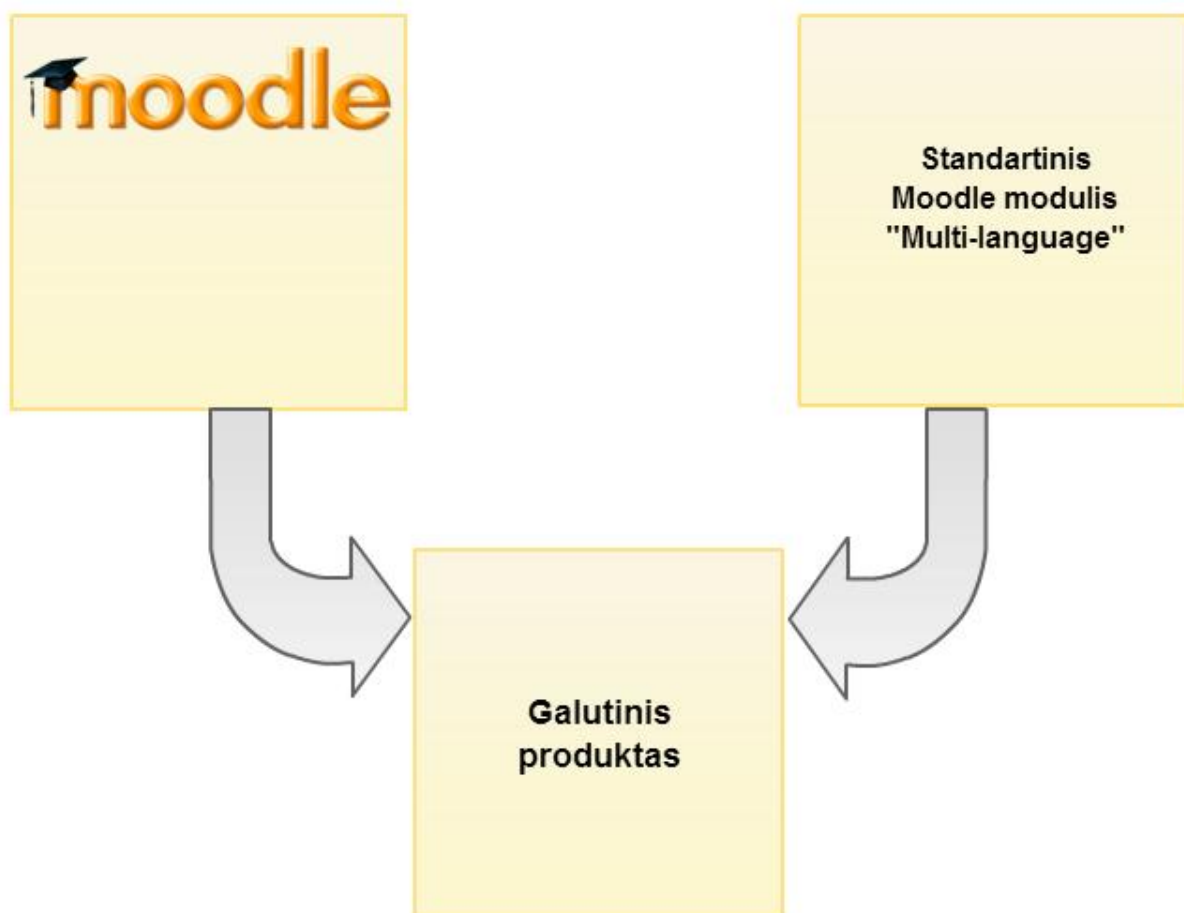 moodle
Standartinis
Moodle modulis
"Multi-language"
Galutinis
produktas